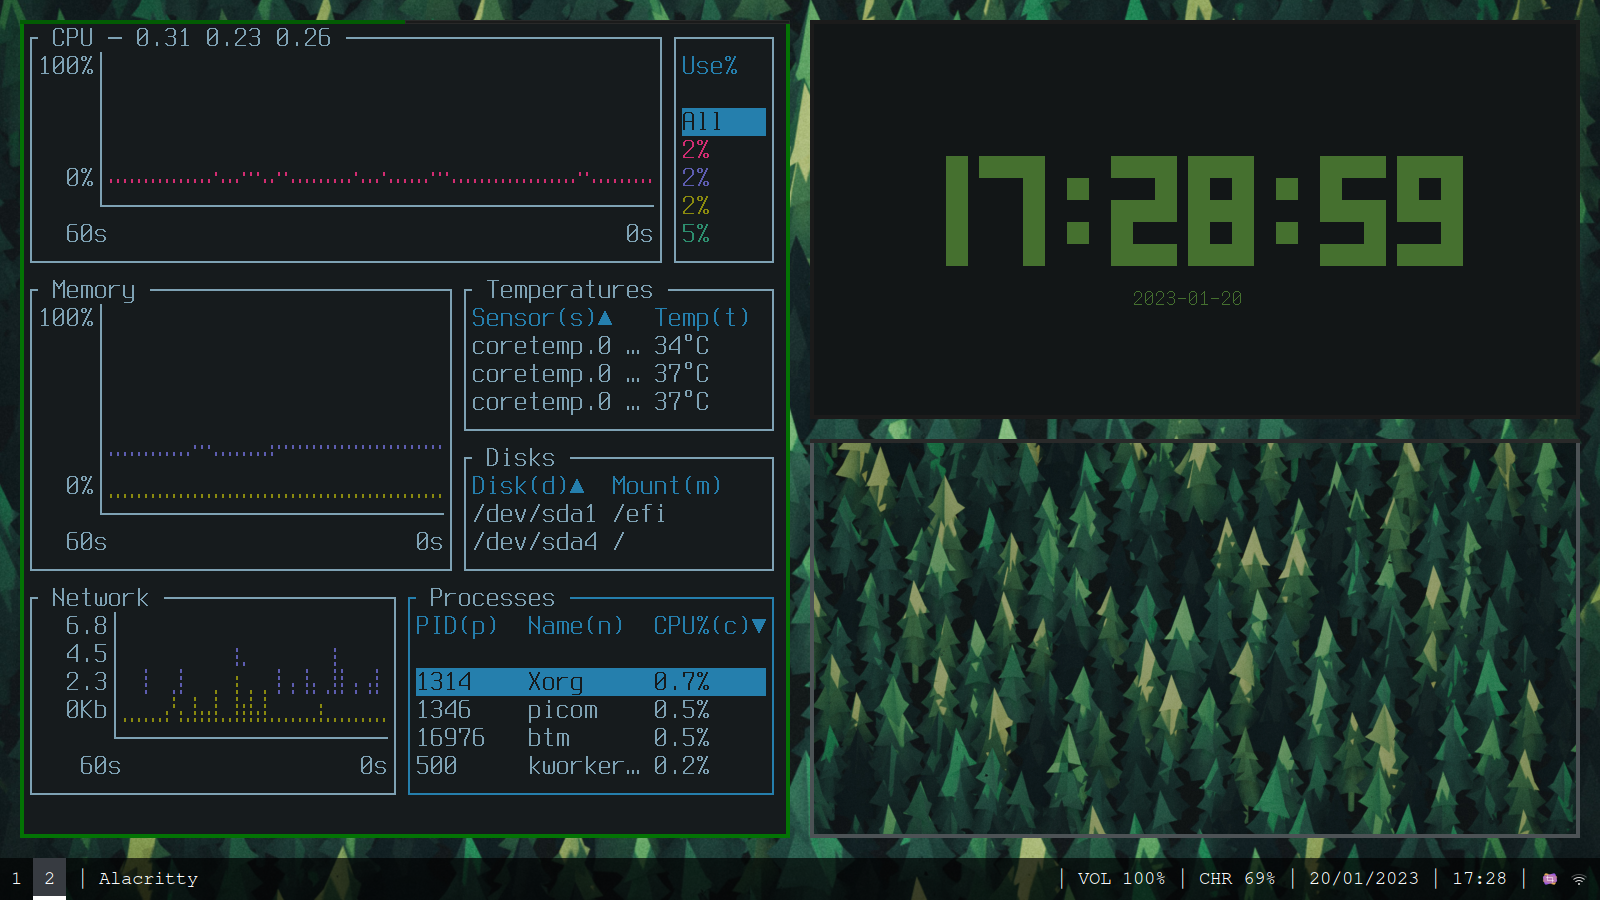 CPU — 0.31 0.23 0.26
100%
0%
60s 0s
Use%
All
2%
2%
2%
5%
Memory
100%
0%
60s 0s
Temperatures
Sensor(s)▲ Temp(t)
coretemp.0 … 34°C
coretemp.0 … 37°C
coretemp.0 … 37°C
Disks
Disk(d)▲ Mount(m)
/dev/sda1 /efi
/dev/sda4 /
Network
6.8
4.5
2.3
0Kb
60s 0s
Processes
PID(p) Name(n) CPU%(c)▼
1314 Xorg 0.7%
1346 picom 0.5%
16976 btm 0.5%
500 kworker… 0.2%
17:28:59
2023-01-20
1 2 | Alacritty | VOL 100% | CHR 69% | 20/01/2023 | 17:28 |